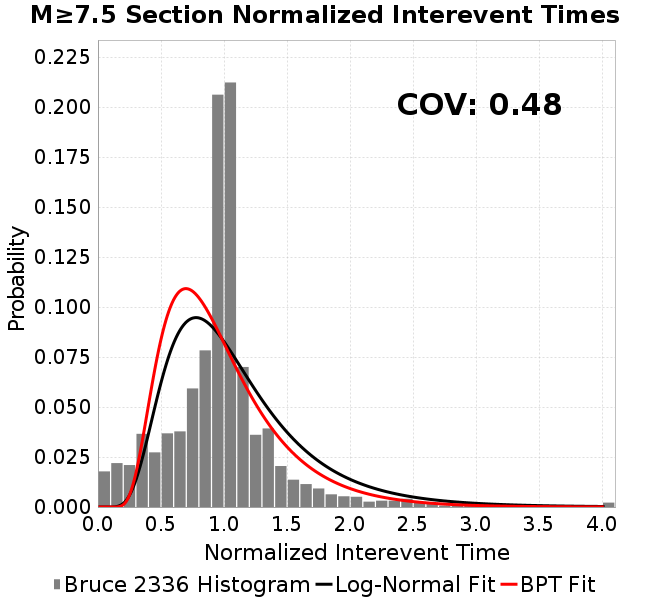 M≥7.5 Section Normalized Interevent Times
COV: 0.48
Probability
0.225
0.200
0.175
0.150
0.125
0.100
0.075
0.050
0.025
0.000
0.0 0.5 1.0 1.5 2.0 2.5 3.0 3.5 4.0
Normalized Interevent Time
Bruce 2336 Histogram Log-Normal Fit BPT Fit